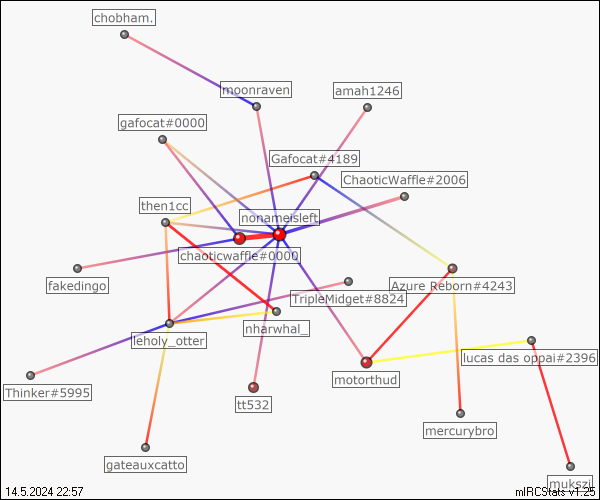 chobham.
moonraven
amah1246
gafocat#0000
Gafocat#4189
ChaoticWaffle#2006
then1cc
nonameisleft
chaoticwaffle#0000
fakedingo
Azure Reborn#4243
TripleMidget#8824
nharwhal_
leholy_otter
lucas das oppai#2396
motorthud
Thinker#5995
tt532
mercurybro
gateauxcatto
mukszi
14.5.2024 22:57
mIRCStats v1.25